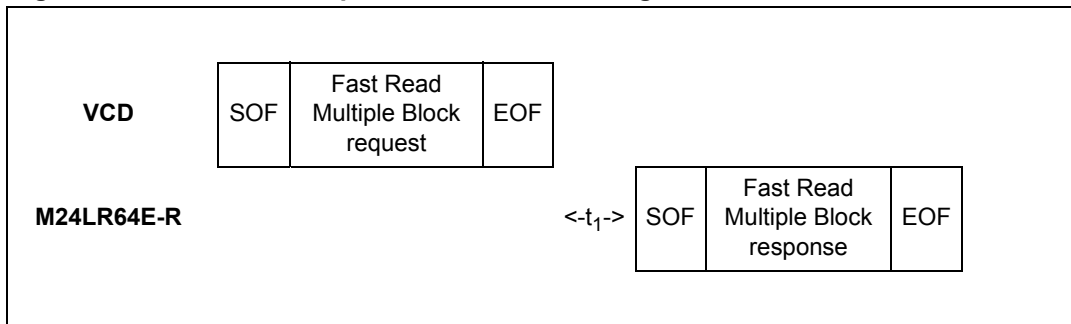 VCD SOF Fast Read Multiple Block request EOF
M24LR64E-R <-t1-> SOF Fast Read Multiple Block response EOF